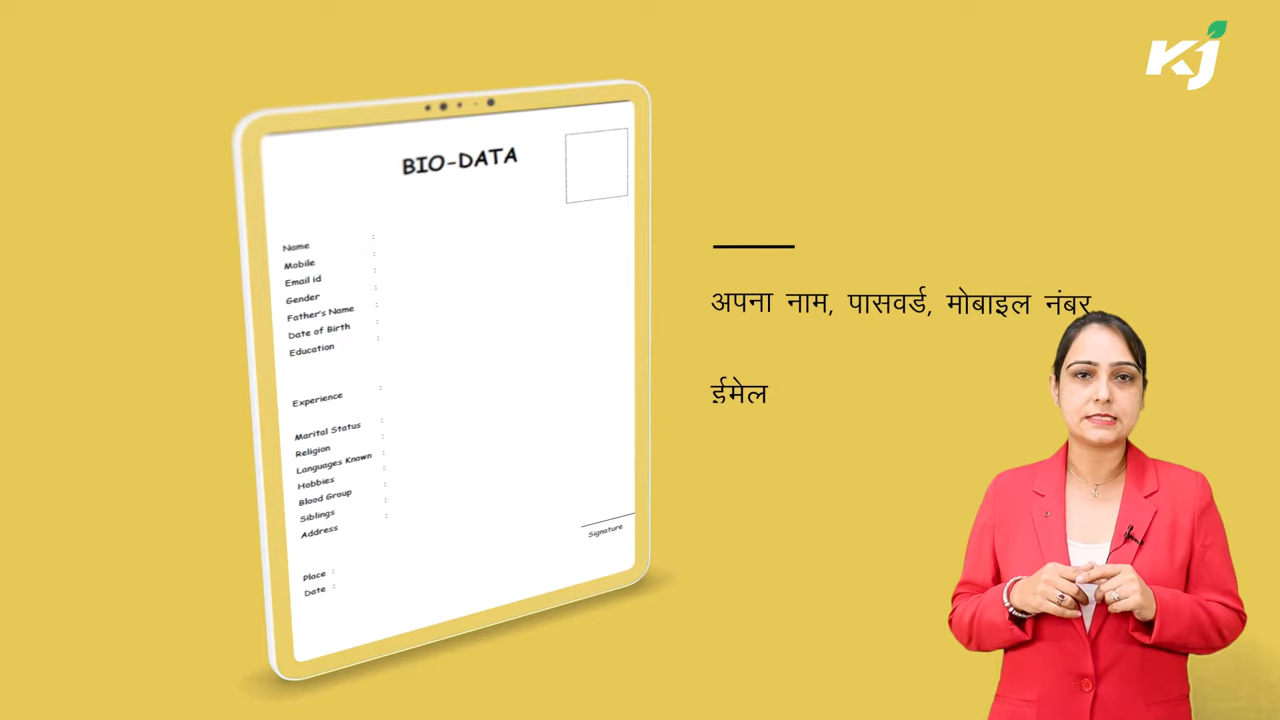 KJ
BIO-DATA
Name :
Mobile :
Email id :
Gender :
Father's Name :
Date of Birth :
Education :
Experience :
Marital Status :
Religion :
Languages Known :
Hobbies :
Blood Group :
Siblings :
Address :
Signature
Place :
Date :
अपना नाम, पासवर्ड, मोबाइल नंबर,
ईमेल